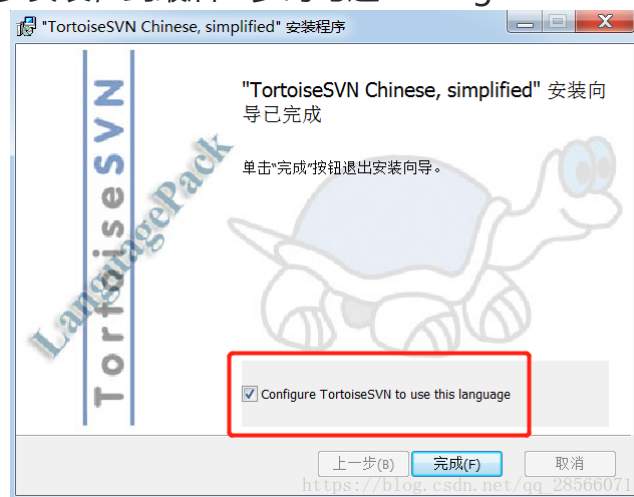 "TortoiseSVN Chinese, simplified" 安装程序
TortoiseSVN
LanguagePack
"TortoiseSVN Chinese, simplified" 安装向
导已完成
单击“完成”按钮退出安装向导。
Configure TortoiseSVN to use this language
上一步(B) 完成(F) 取消
https://blog.csdn.net/qq_28566071